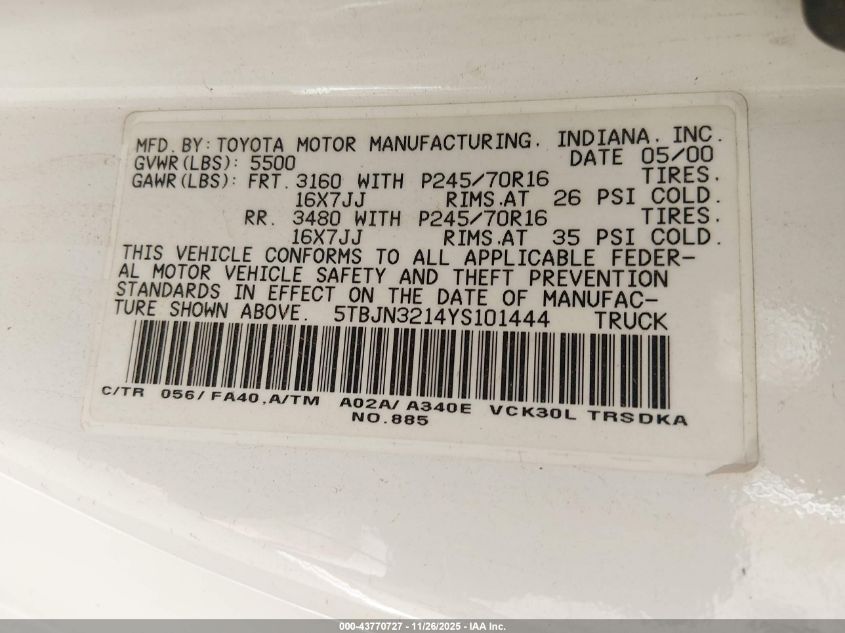 MFD. BY: TOYOTA MOTOR MANUFACTURING, INDIANA, INC.
GVWR(LBS): 5500 DATE 05/00
GAWR(LBS): FRT. 3160 WITH P245/70R16 TIRES.
16X7JJ RIMS.AT 26 PSI COLD.
RR. 3480 WITH P245/70R16 TIRES.
16X7JJ RIMS.AT 35 PSI COLD.
THIS VEHICLE CONFORMS TO ALL APPLICABLE FEDER-
AL MOTOR VEHICLE SAFETY AND THEFT PREVENTION
STANDARDS IN EFFECT ON THE DATE OF MANUFAC-
TURE SHOWN ABOVE. 5TBJN3214YS101444 TRUCK
C/TR 056/FA40,A/TM A02A/A340E VCK30L TRSDKA
NO.885
000-43770727 - 11/26/2025 - IAA Inc.